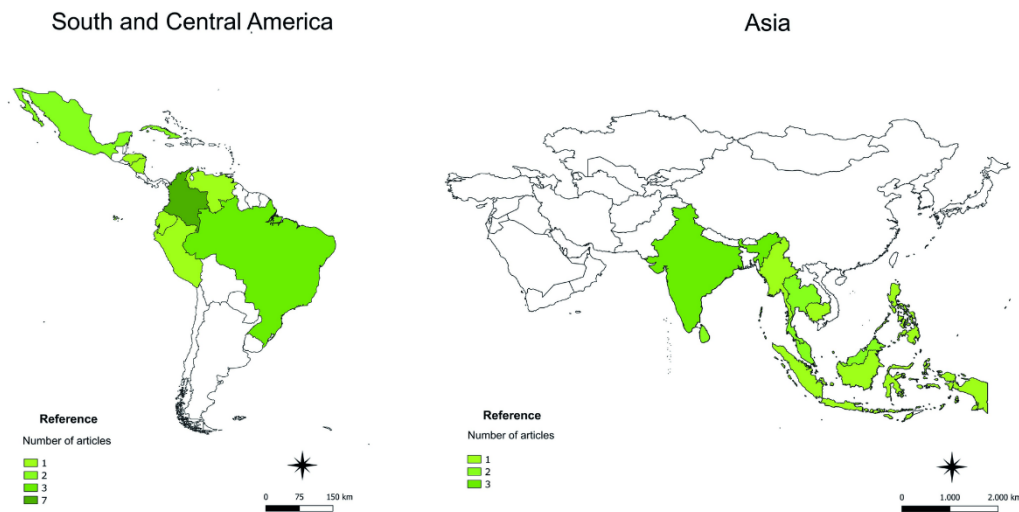 South and Central America
Asia
Reference
Number of articles
1
2
3
7
0 75 150 km
Reference
Number of articles
1
2
3
0 1.000 2.000 km